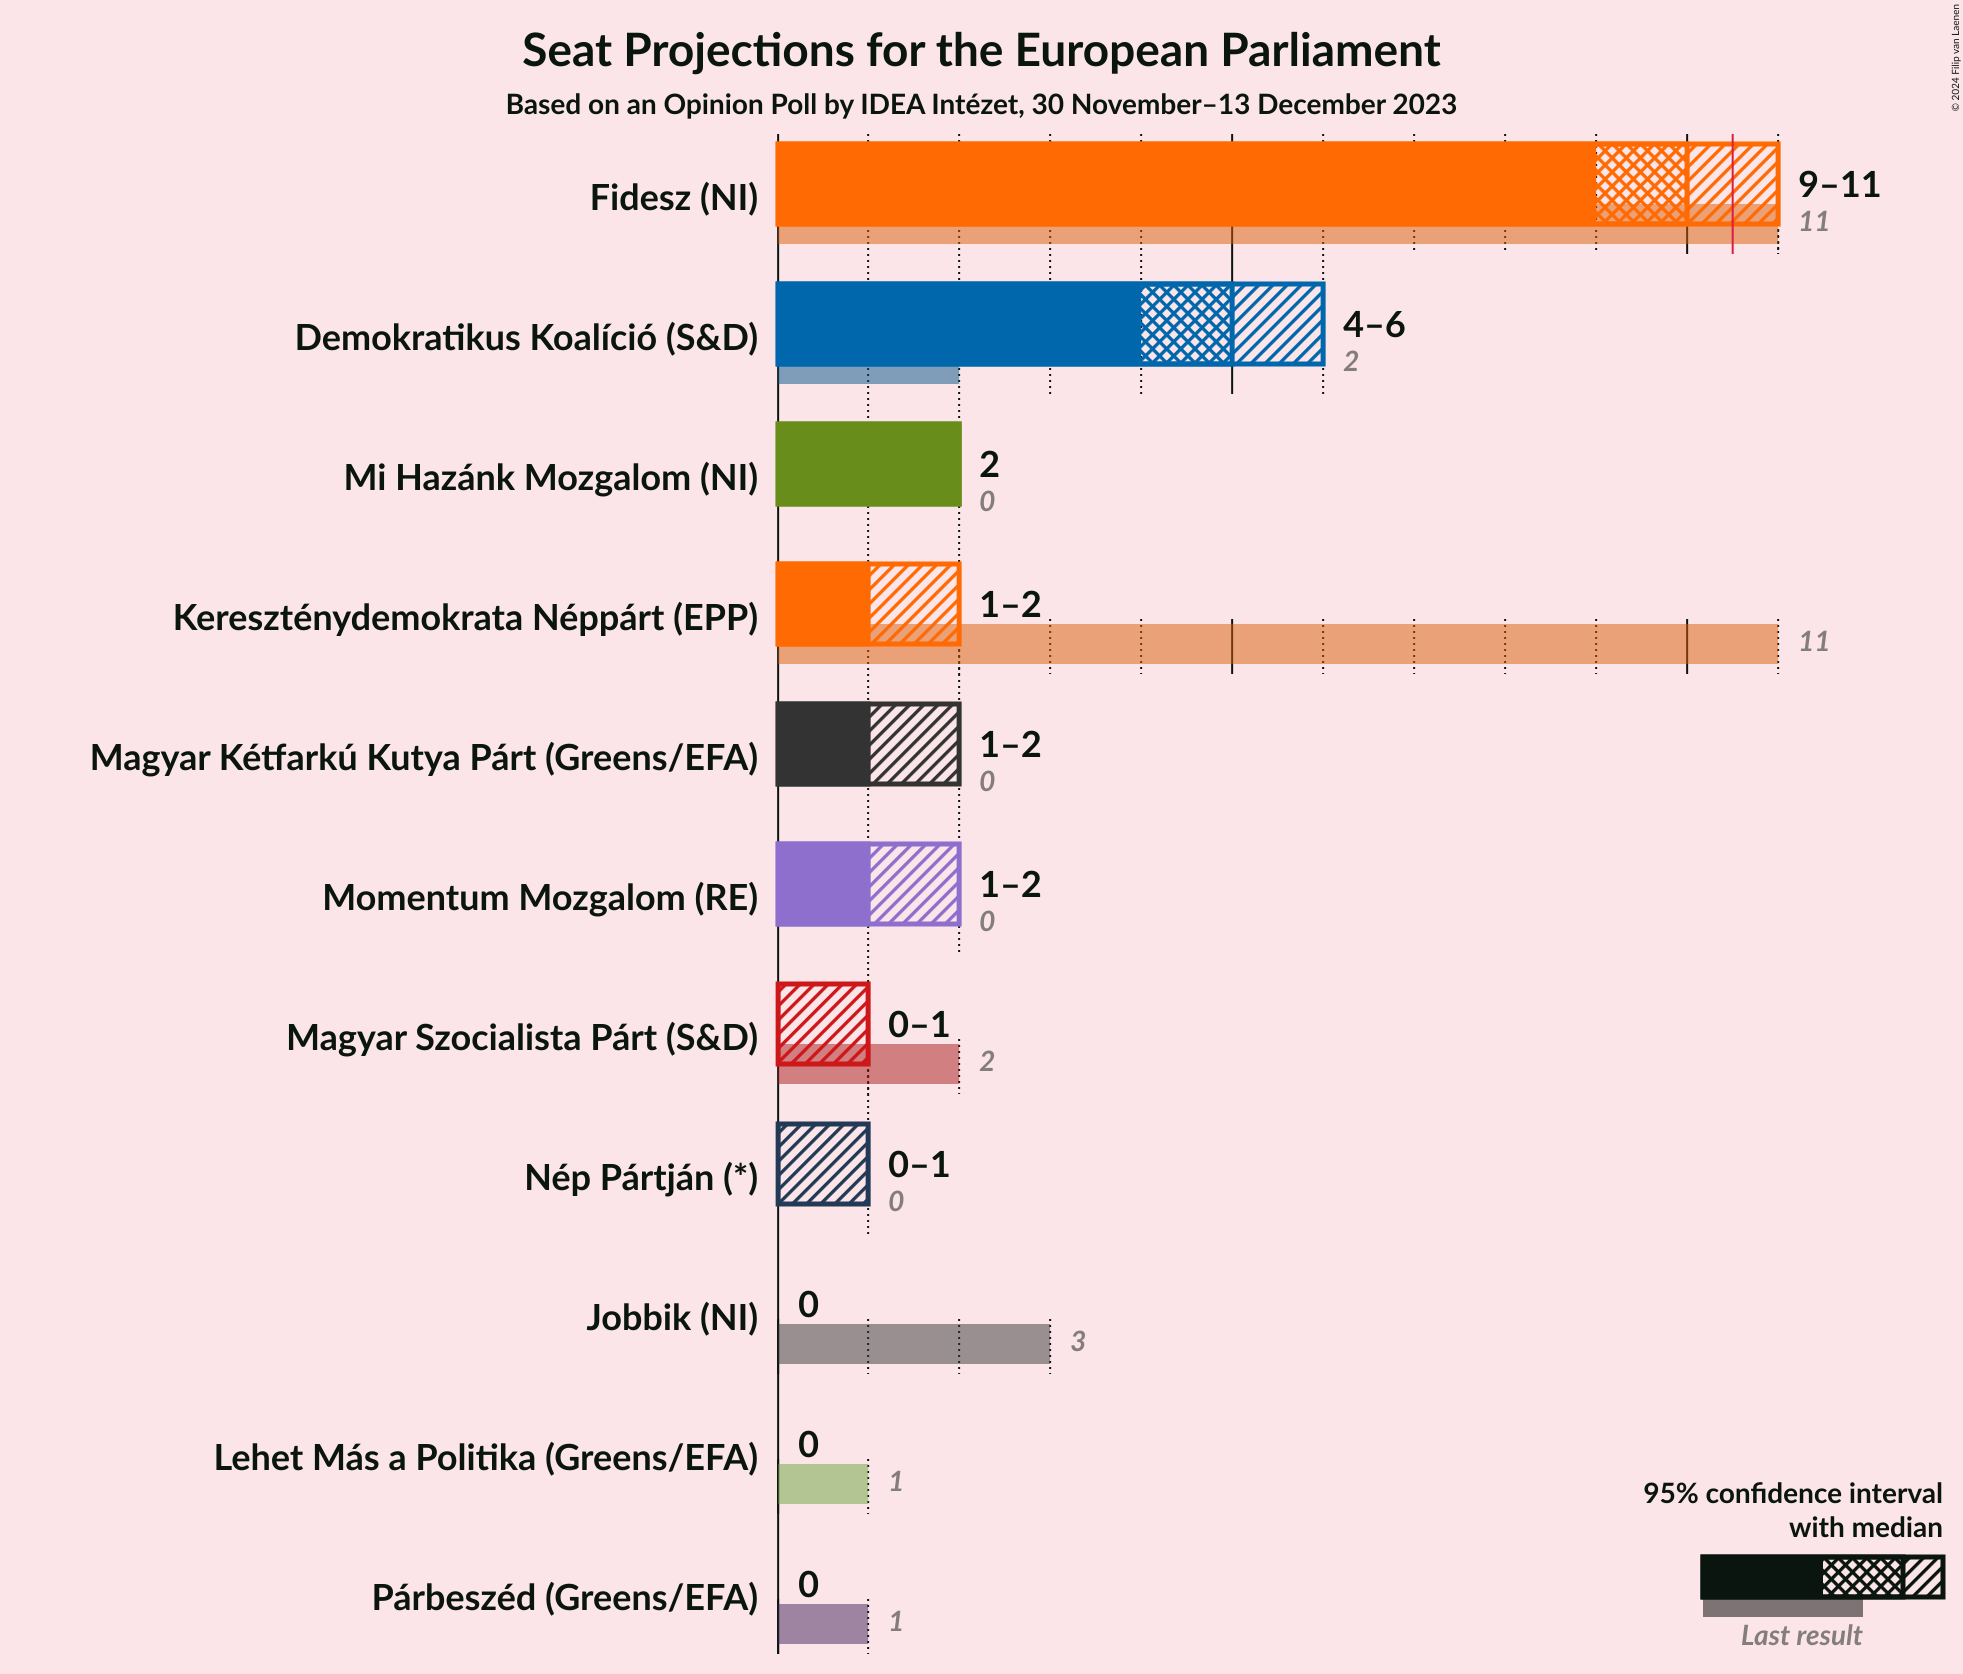 Seat Projections for the European Parliament
Based on an Opinion Poll by IDEA Intézet, 30 November–13 December 2023
© 2024 Filip van Laenen
Fidesz (NI)
9–11
11
Demokratikus Koalíció (S&D)
4–6
2
Mi Hazánk Mozgalom (NI)
2
0
Kereszténydemokrata Néppárt (EPP)
1–2
11
Magyar Kétfarkú Kutya Párt (Greens/EFA)
1–2
0
Momentum Mozgalom (RE)
1–2
0
Magyar Szocialista Párt (S&D)
0–1
2
Nép Pártján (*)
0–1
0
Jobbik (NI)
0
3
Lehet Más a Politika (Greens/EFA)
0
1
Párbeszéd (Greens/EFA)
0
1
95% confidence interval
with median
Last result